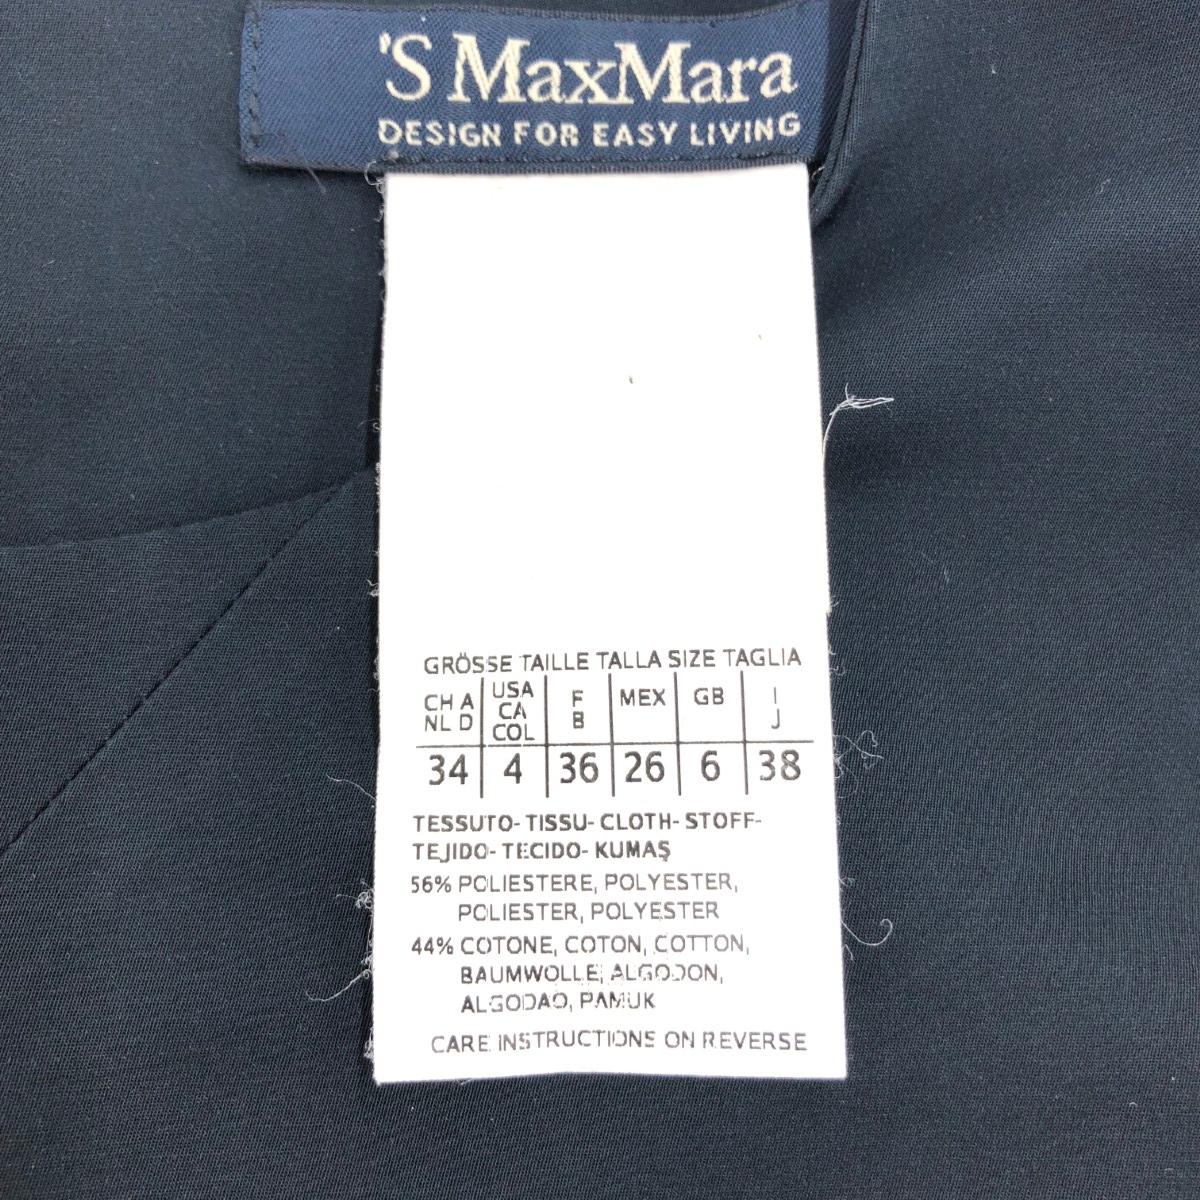 'S MaxMara
DESIGN FOR EASY LIVING
GRÖSSE TAILLE TALLA SIZE TAGLIA
CH A NL D USA CA COL F B MEX GB I J
34 4 36 26 6 38
TESSUTO- TISSU- CLOTH- STOFF-
TEJIDO- TECIDO- KUMAŞ
56% POLIESTERE, POLYESTER,
POLIESTER, POLYESTER
44% COTONE, COTON, COTTON,
BAUMWOLLE, ALGODON,
ALGODAO, PAMUK
CARE INSTRUCTIONS ON REVERSE